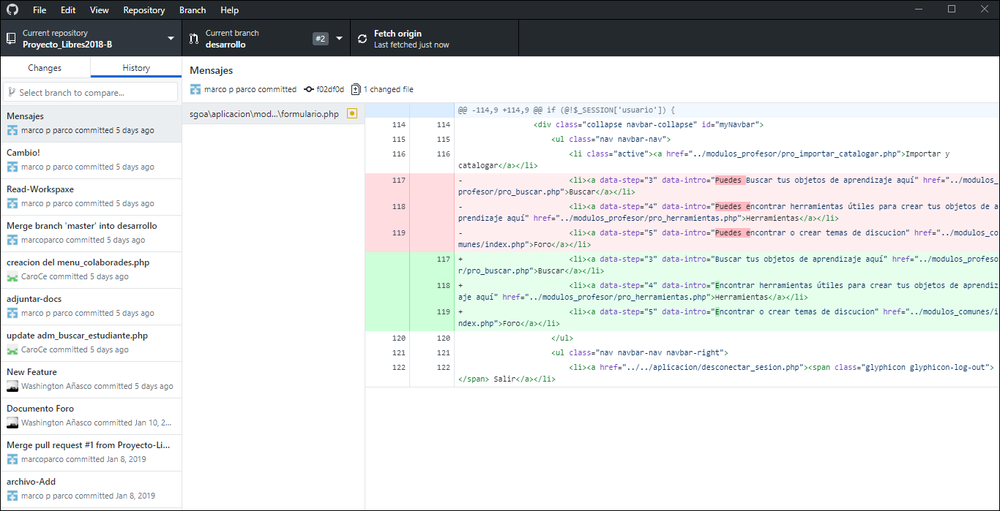 File Edit View Repository Branch Help
Current repository
Proyecto_Libres2018-B
Current branch
desarrollo
#2
Fetch origin
Last fetched just now
Changes
History
Select branch to compare...
Mensajes
marco p parco committed 5 days ago
Cambio!
marco p parco committed 5 days ago
Read-Workspaxe
marco p parco committed 5 days ago
Merge branch 'master' into desarrollo
marcoparco committed 5 days ago
creacion del menu_colaborades.php
CaroCe committed 5 days ago
adjuntar-docs
marco p parco committed 5 days ago
update adm_buscar_estudiante.php
CaroCe committed 5 days ago
New Feature
Washington Añasco committed 5 days ago
Documento Foro
Washington Añasco committed Jan 10, 2...
Merge pull request #1 from Proyecto-Li...
marcoparco committed Jan 8, 2019
archivo-Add
marco p parco committed Jan 8, 2019
Mensajes
marco p parco committed f02df0d 1 changed file
sgoa\aplicacion\mod...\formulario.php
@@ -114,9 +114,9 @@ if (@!$_SESSION['usuario']) {
114 114 <div class="collapse navbar-collapse" id="myNavbar">
115 115 <ul class="nav navbar-nav">
116 116 <li class="active"><a href="../modulos_profesor/pro_importar_catalogar.php">Importar y
catalogar</a></li>
117 - <li><a data-step="3" data-intro="Puedes Buscar tus objetos de aprendizaje aquí" href="../modulos_
profesor/pro_buscar.php">Buscar</a></li>
118 - <li><a data-step="4" data-intro="Puedes encontrar herramientas útiles para crear tus objetos de a
prendizaje aquí" href="../modulos_profesor/pro_herramientas.php">Herramientas</a></li>
119 - <li><a data-step="5" data-intro="Puedes encontrar o crear temas de discucion" href="../modulos_co
munes/index.php">Foro</a></li>
117 + <li><a data-step="3" data-intro="Buscar tus objetos de aprendizaje aquí" href="../modulos_profeso
r/pro_buscar.php">Buscar</a></li>
118 + <li><a data-step="4" data-intro="Encontrar herramientas útiles para crear tus objetos de aprendiz
aje aquí" href="../modulos_profesor/pro_herramientas.php">Herramientas</a></li>
119 + <li><a data-step="5" data-intro="Encontrar o crear temas de discucion" href="../modulos_comunes/i
ndex.php">Foro</a></li>
120 120 </ul>
121 121 <ul class="nav navbar-nav navbar-right">
122 122 <li><a href="../../aplicacion/desconectar_sesion.php"><span class="glyphicon glyphicon-log-out">
</span> Salir</a></li>